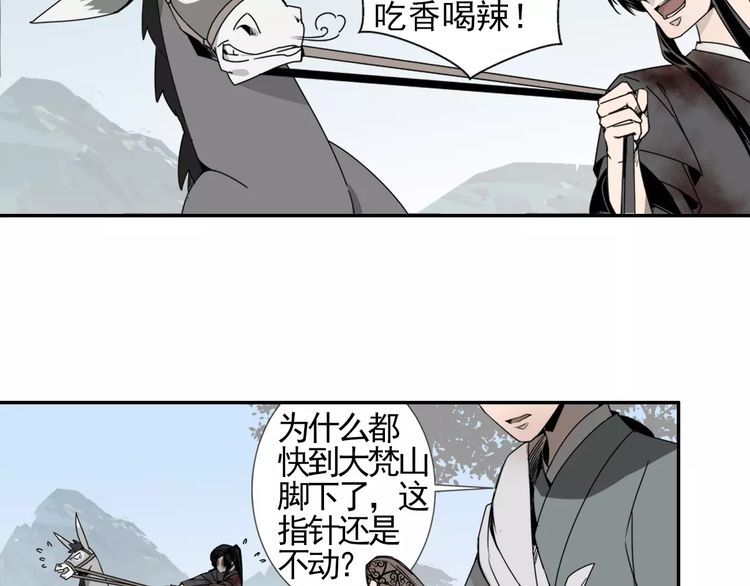 吃香喝辣！
为什么都
快到大梵山
脚下了，这
指针还是
不动？